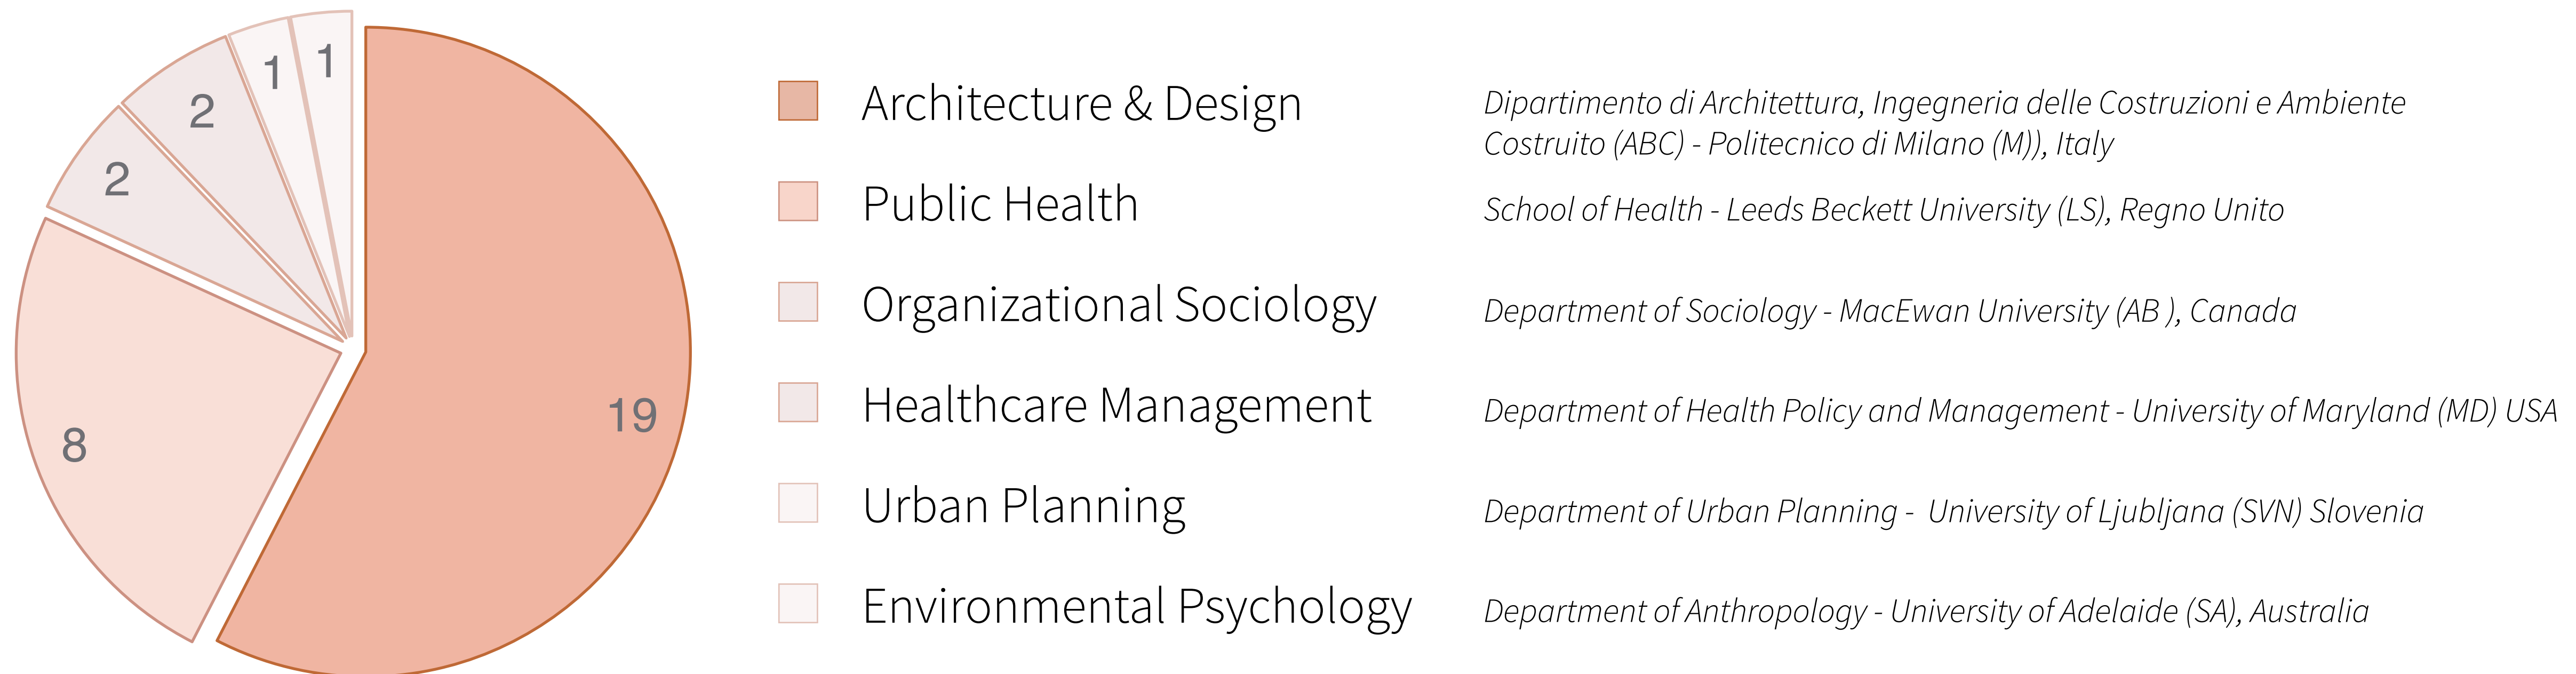 1
1
2
2
8
19
Architecture & Design
Dipartimento di Architettura, Ingegneria delle Costruzioni e Ambiente
Costruito (ABC) - Politecnico di Milano (M)), Italy
Public Health
School of Health - Leeds Beckett University (LS), Regno Unito
Organizational Sociology
Department of Sociology - MacEwan University (AB ), Canada
Healthcare Management
Department of Health Policy and Management - University of Maryland (MD) USA
Urban Planning
Department of Urban Planning -  University of Ljubljana (SVN) Slovenia
Environmental Psychology
Department of Anthropology - University of Adelaide (SA), Australia